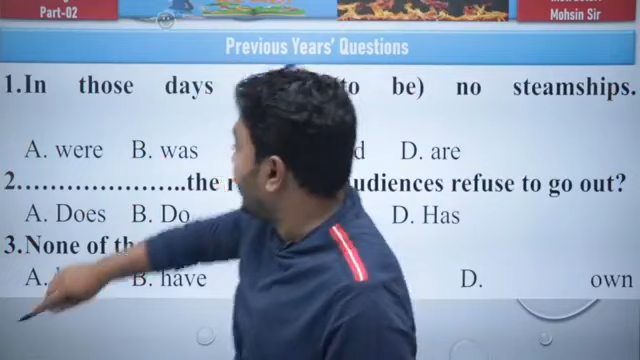 Part-02
Mohsin Sir
Previous Years' Questions
1.In those days to be) no steamships.
A. were B. was D. are
2.....................the udiences refuse to go out?
A. Does B. Do D. Has
3.None of th
A. B. have D. own